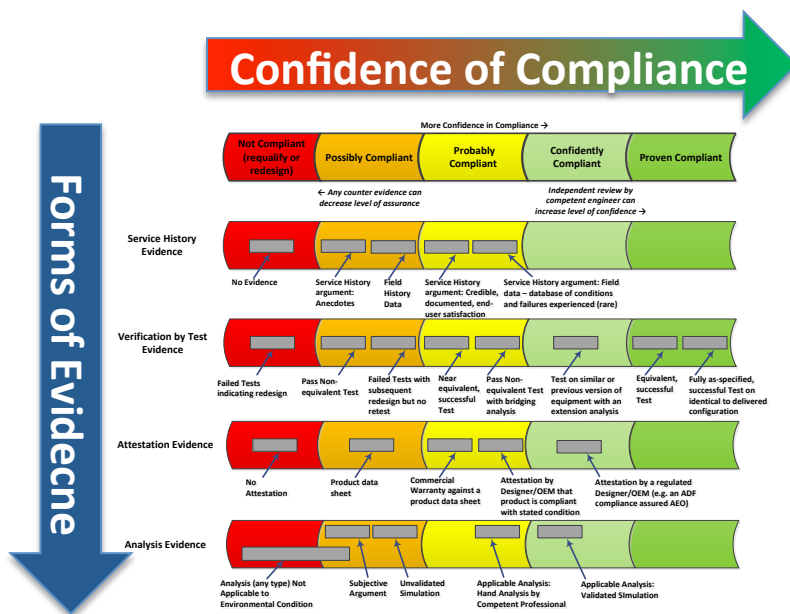 Confidence of Compliance
Forms of Evidecne
More Confidence in Compliance →
Not Compliant
(requalify or
redesign)
Possibly Compliant
Probably
Compliant
Confidently
Compliant
Proven Compliant
← Any counter evidence can
decrease level of assurance
Independent review by
competent engineer can
increase level of confidence →
Service History
Evidence
No Evidence
Service History
argument:
Anecdotes
Field
History
Data
Service History
argument: Credible,
documented, end-
user satisfaction
Service History argument: Field
data – database of conditions
and failures experienced (rare)
Verification by Test
Evidence
Failed Tests
indicating redesign
Pass Non-
equivalent Test
Failed Tests with
subsequent
redesign but no
retest
Near
equivalent,
successful Test
Pass Non-
equivalent Test
with bridging
analysis
Test on similar or
previous version of
equipment with an
extension analysis
Equivalent,
successful
Test
Fully as-specified,
successful Test on
identical to delivered
configuration
Attestation Evidence
No
Attestation
Product data
sheet
Commercial
Warranty against a
product data sheet
Attestation by
Designer/OEM that
product is compliant
with stated condition
Attestation by a regulated
Designer/OEM (e.g. an ADF
compliance assured AEO)
Analysis Evidence
Analysis (any type) Not
Applicable to
Environmental Condition
Subjective
Argument
Unvalidated
Simulation
Applicable Analysis:
Hand Analysis by
Competent Professional
Applicable Analysis:
Validated SImulation